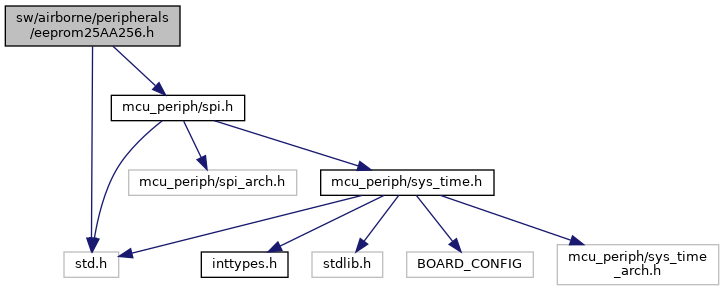 sw/airborne/peripherals
/eeprom25AA256.h
mcu_periph/spi.h
mcu_periph/spi_arch.h
mcu_periph/sys_time.h
std.h
inttypes.h
stdlib.h
BOARD_CONFIG
mcu_periph/sys_time
_arch.h